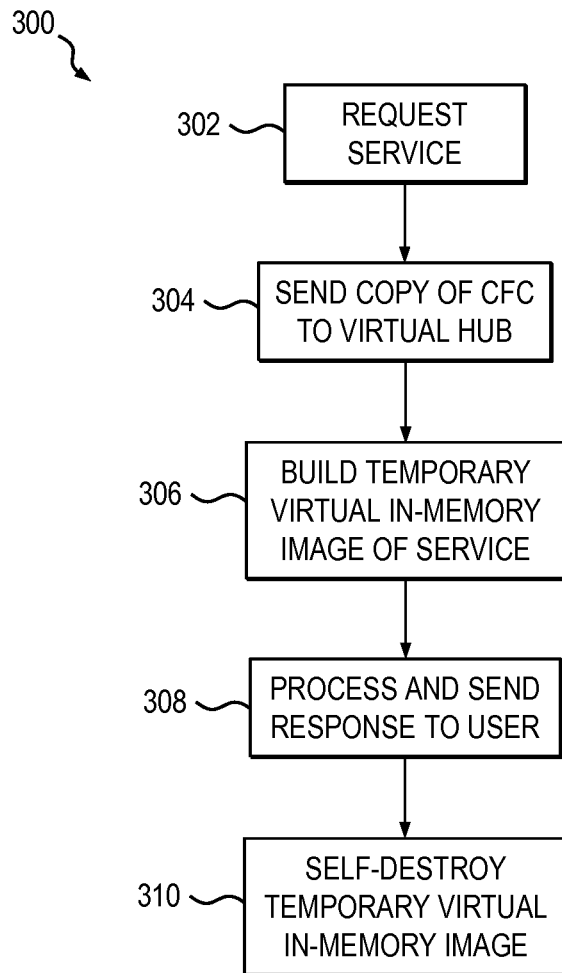 300
302
REQUEST
SERVICE
304
SEND COPY OF CFC
TO VIRTUAL HUB
306
BUILD TEMPORARY
VIRTUAL IN-MEMORY
IMAGE OF SERVICE
308
PROCESS AND SEND
RESPONSE TO USER
310
SELF-DESTROY
TEMPORARY VIRTUAL
IN-MEMORY IMAGE